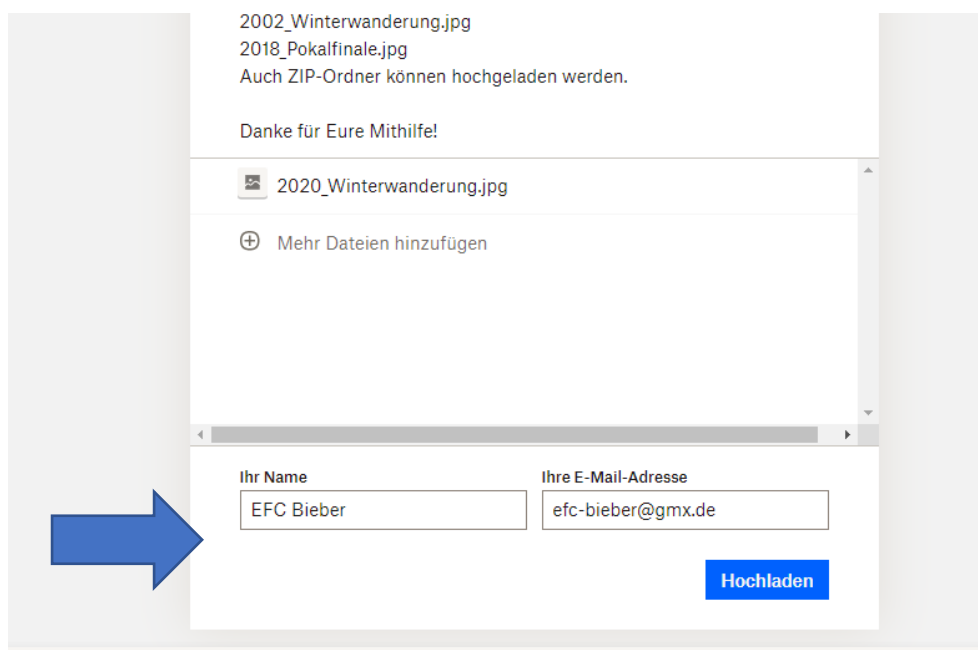 2002_Winterwanderung.jpg
2018_Pokalfinale.jpg
Auch ZIP-Ordner können hochgeladen werden.
Danke für Eure Mithilfe!
2020_Winterwanderung.jpg
Mehr Dateien hinzufügen
Ihr Name Ihre E-Mail-Adresse
EFC Bieber efc-bieber@gmx.de
Hochladen